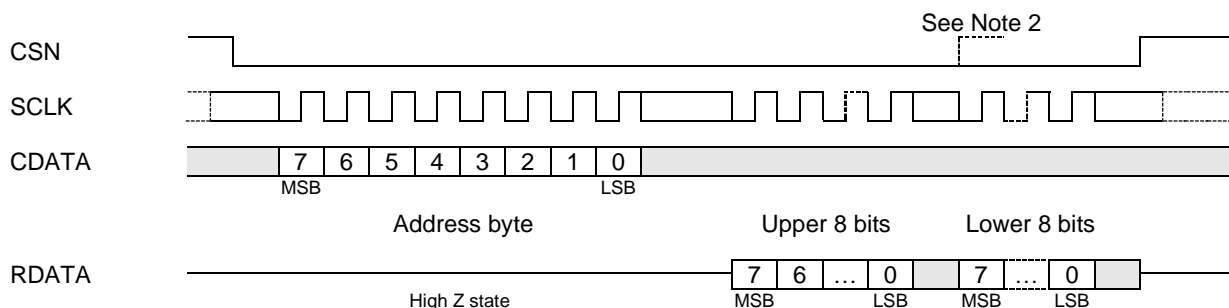 See Note 2
CSN
SCLK
CDATA 7 6 5 4 3 2 1 0
MSB LSB
Address byte Upper 8 bits Lower 8 bits
RDATA 7 6 ... 0 7 ... 0
High Z state MSB LSB MSB LSB